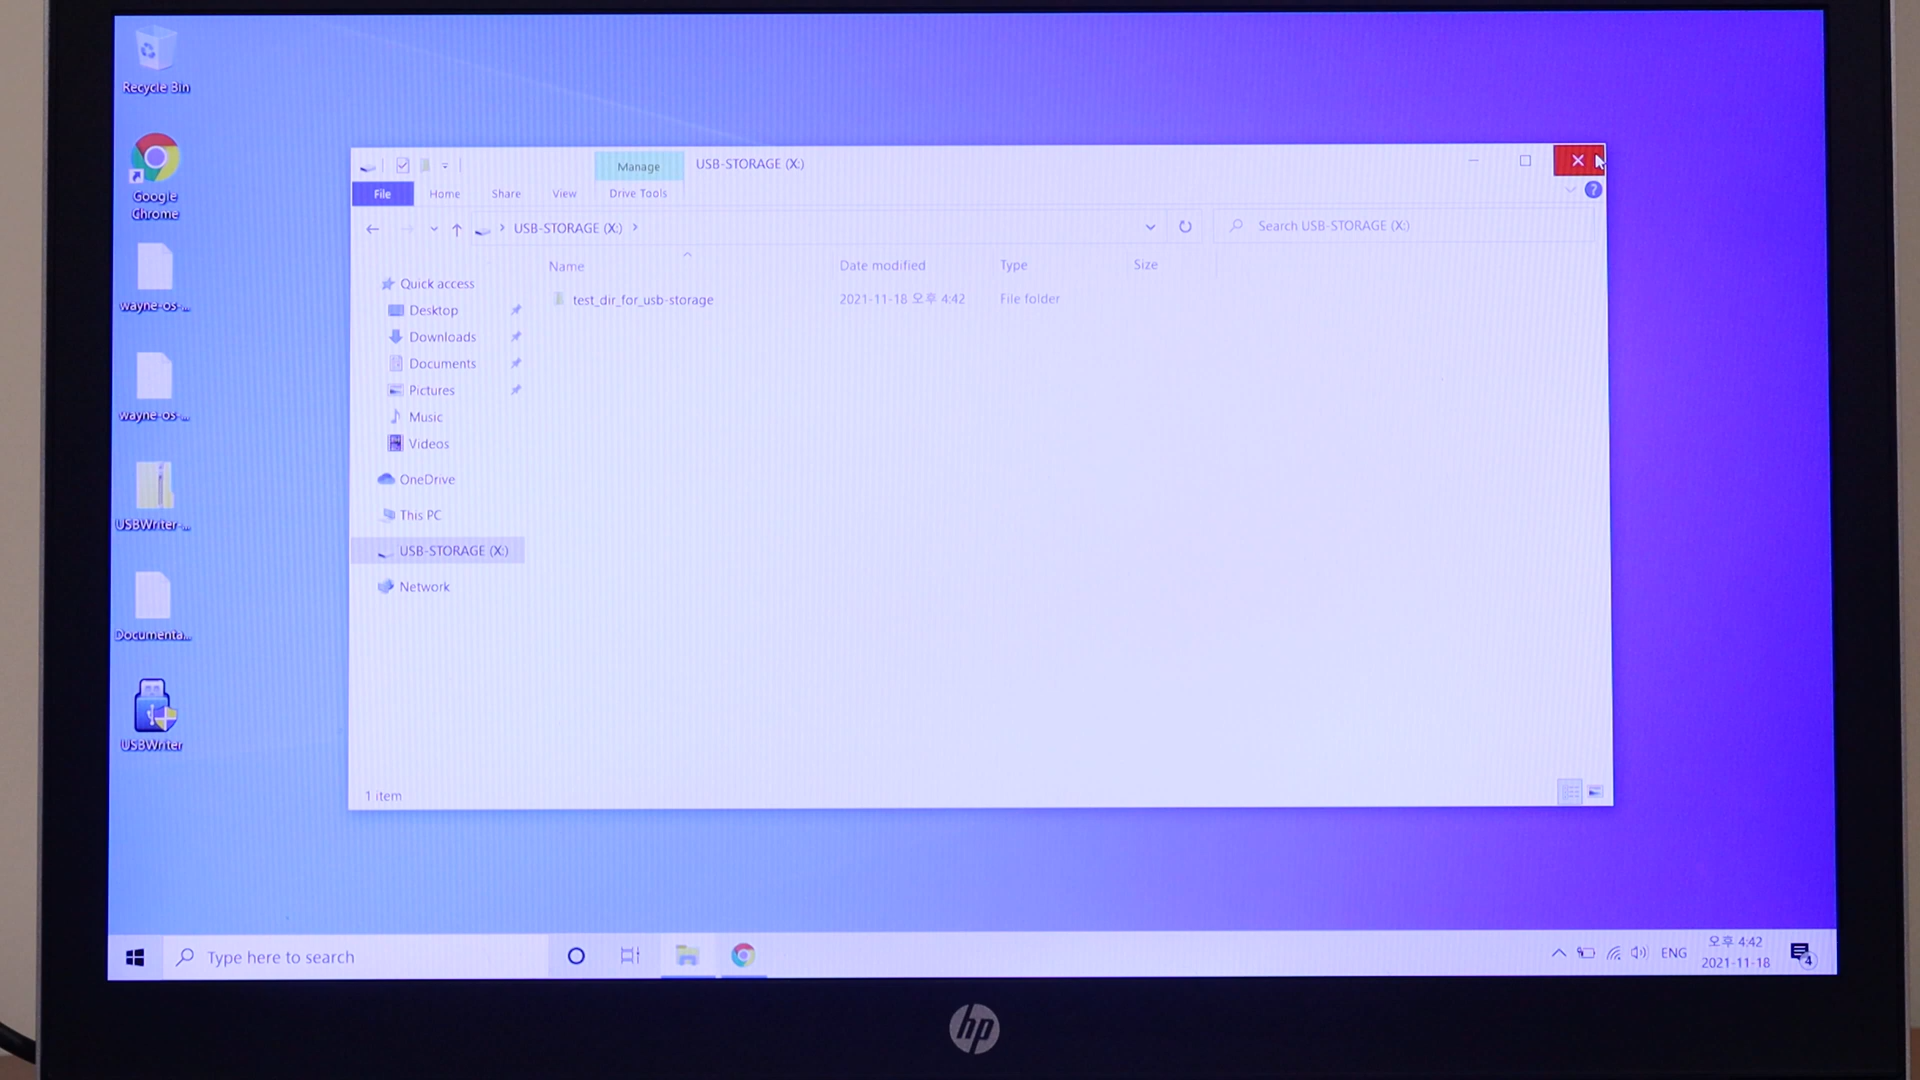 Recycle Bin
Google
Chrome
wayne-os-...
wayne-os-...
USBWriter-...
Documenta...
USBWriter
Manage
USB-STORAGE (X:)
File
Home
Share
View
Drive Tools
USB-STORAGE (X:)
Search USB-STORAGE (X:)
Name
Date modified
Type
Size
test_dir_for_usb-storage
2021-11-18 오후 4:42
File folder
Quick access
Desktop
Downloads
Documents
Pictures
Music
Videos
OneDrive
This PC
USB-STORAGE (X:)
Network
1 item
Type here to search
ENG
오후 4:42
2021-11-18
4
hp